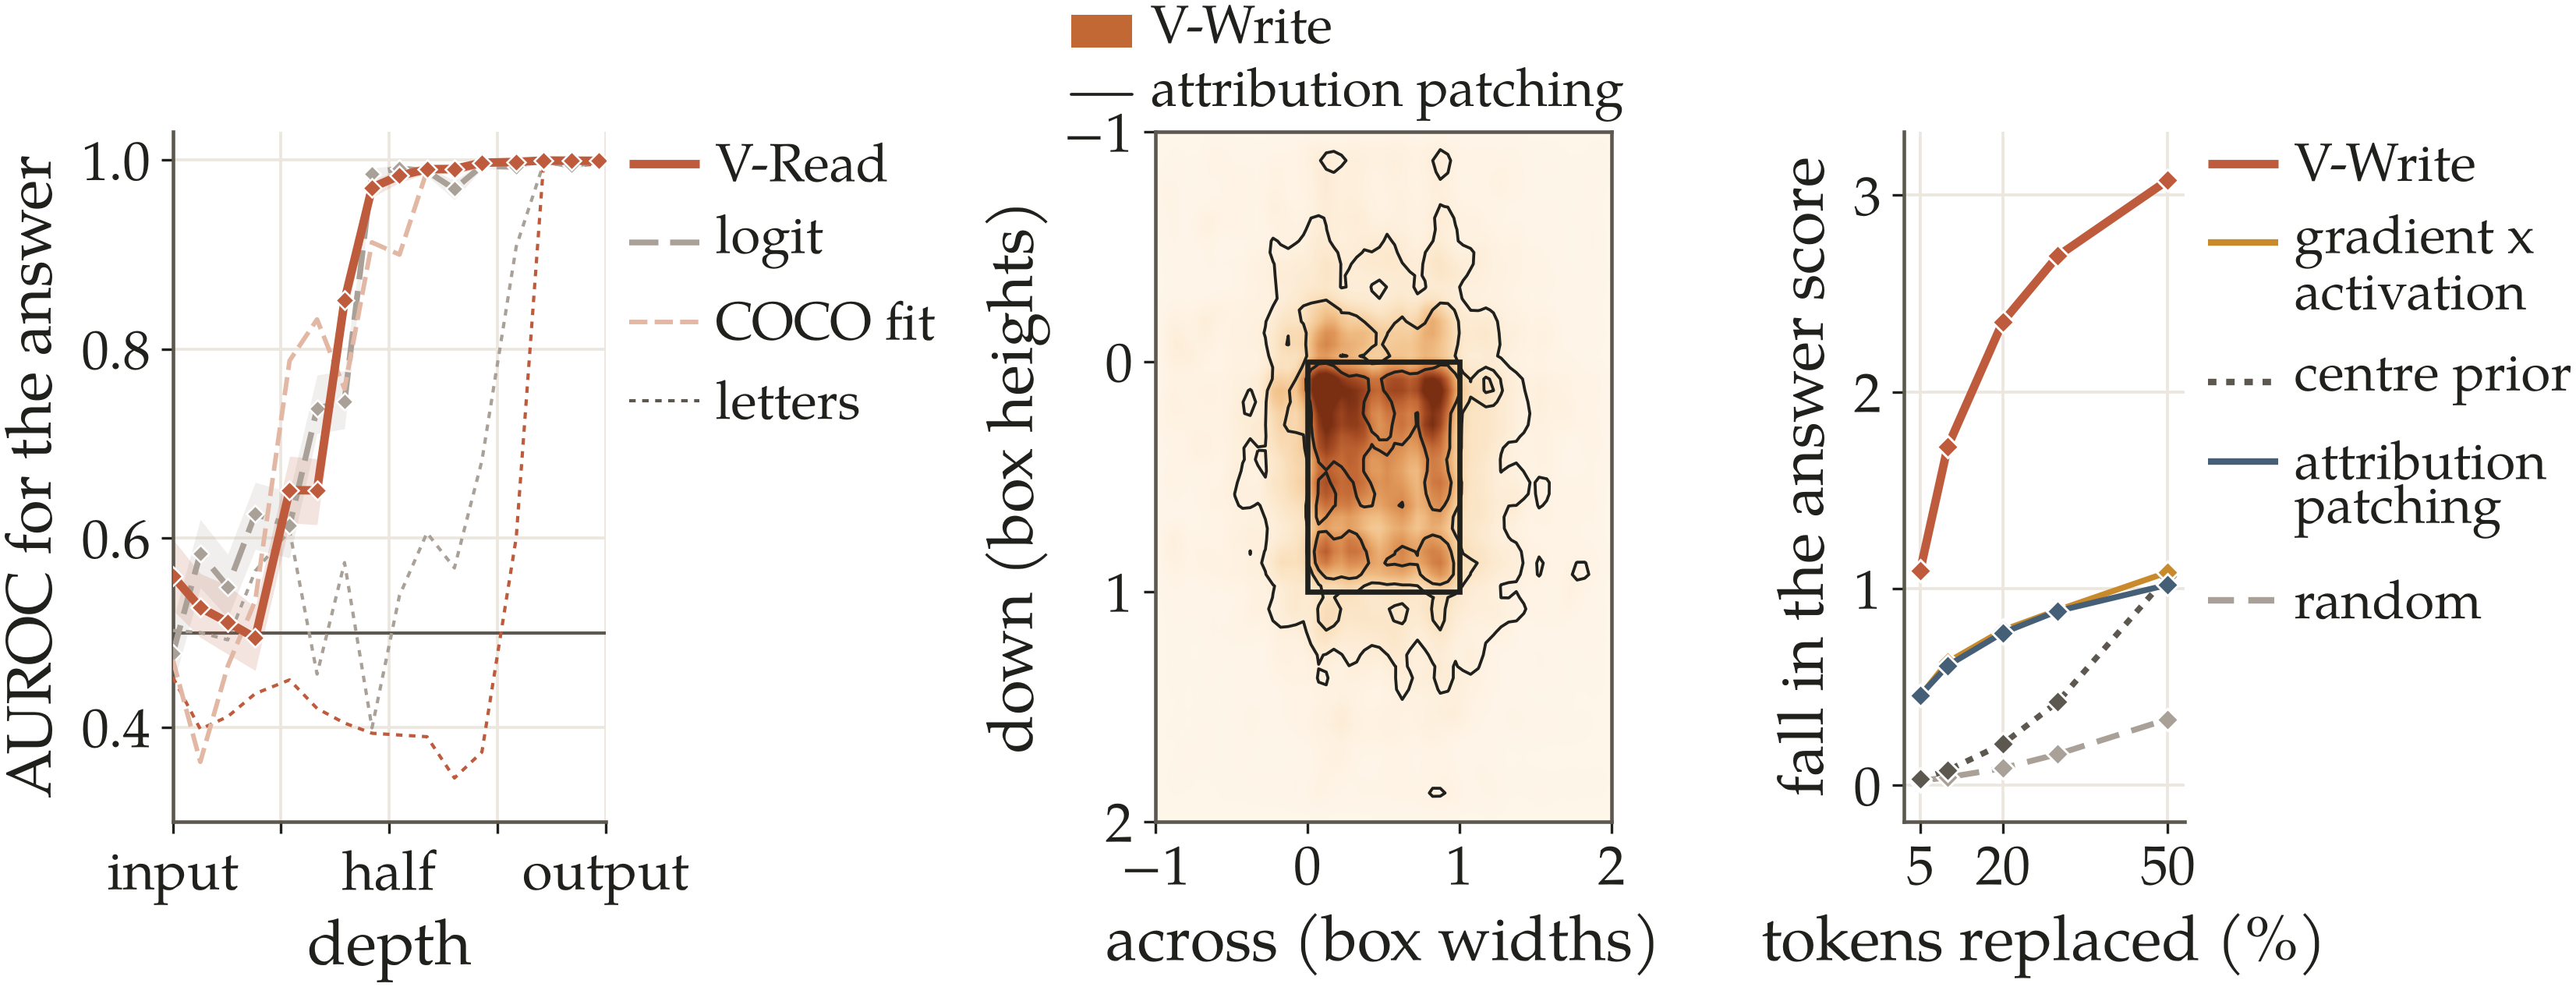 AUROC for the answer
1.0
0.8
0.6
0.4
input
half
output
depth
V-Read
logit
COCO fit
letters
V-Write
attribution patching
down (box heights)
−1
0
1
2
−1
0
1
2
across (box widths)
fall in the answer score
3
2
1
0
5
20
50
tokens replaced (%)
V-Write
gradient x
activation
centre prior
attribution
patching
random